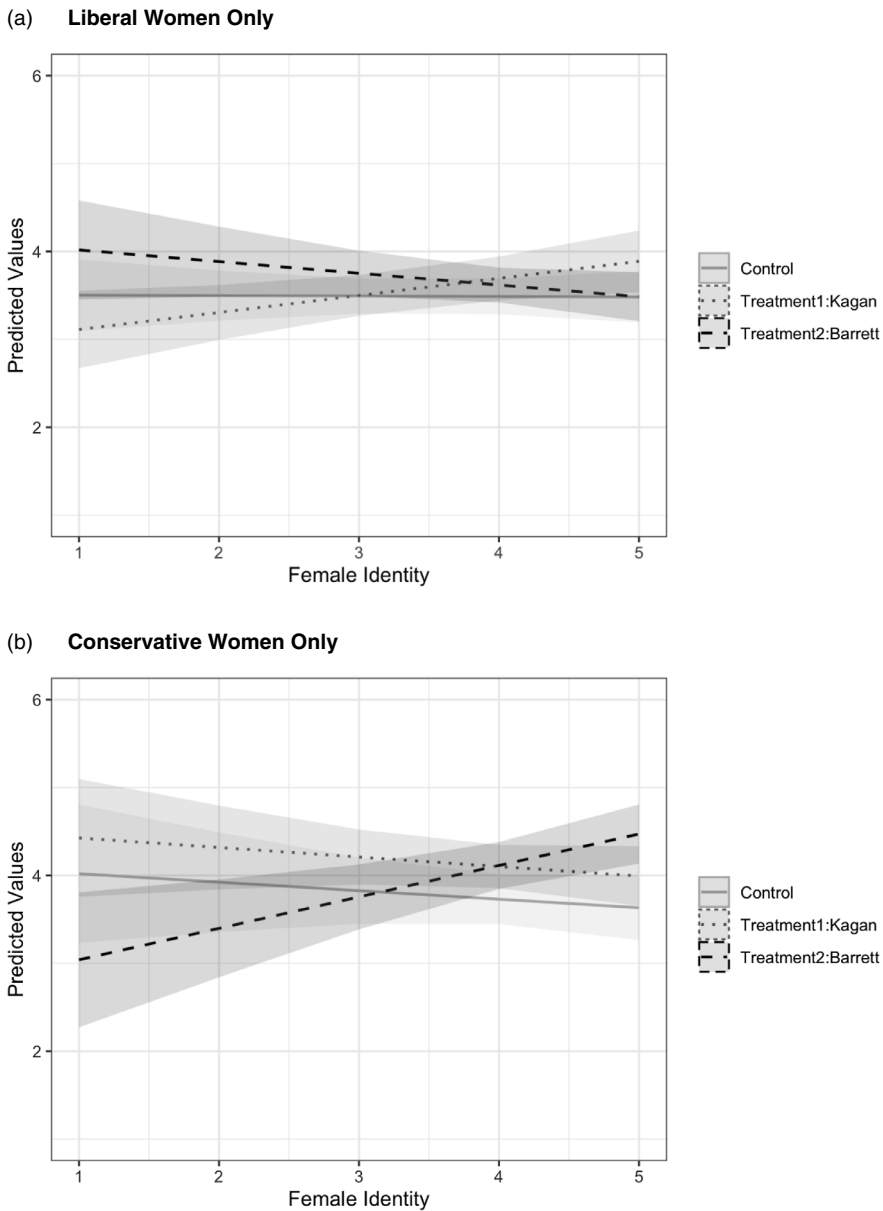 (a) Liberal Women Only
6
4
2
Predicted Values
1 2 3 4 5
Female Identity
Control
Treatment1:Kagan
Treatment2:Barrett
(b) Conservative Women Only
6
4
2
Predicted Values
1 2 3 4 5
Female Identity
Control
Treatment1:Kagan
Treatment2:Barrett